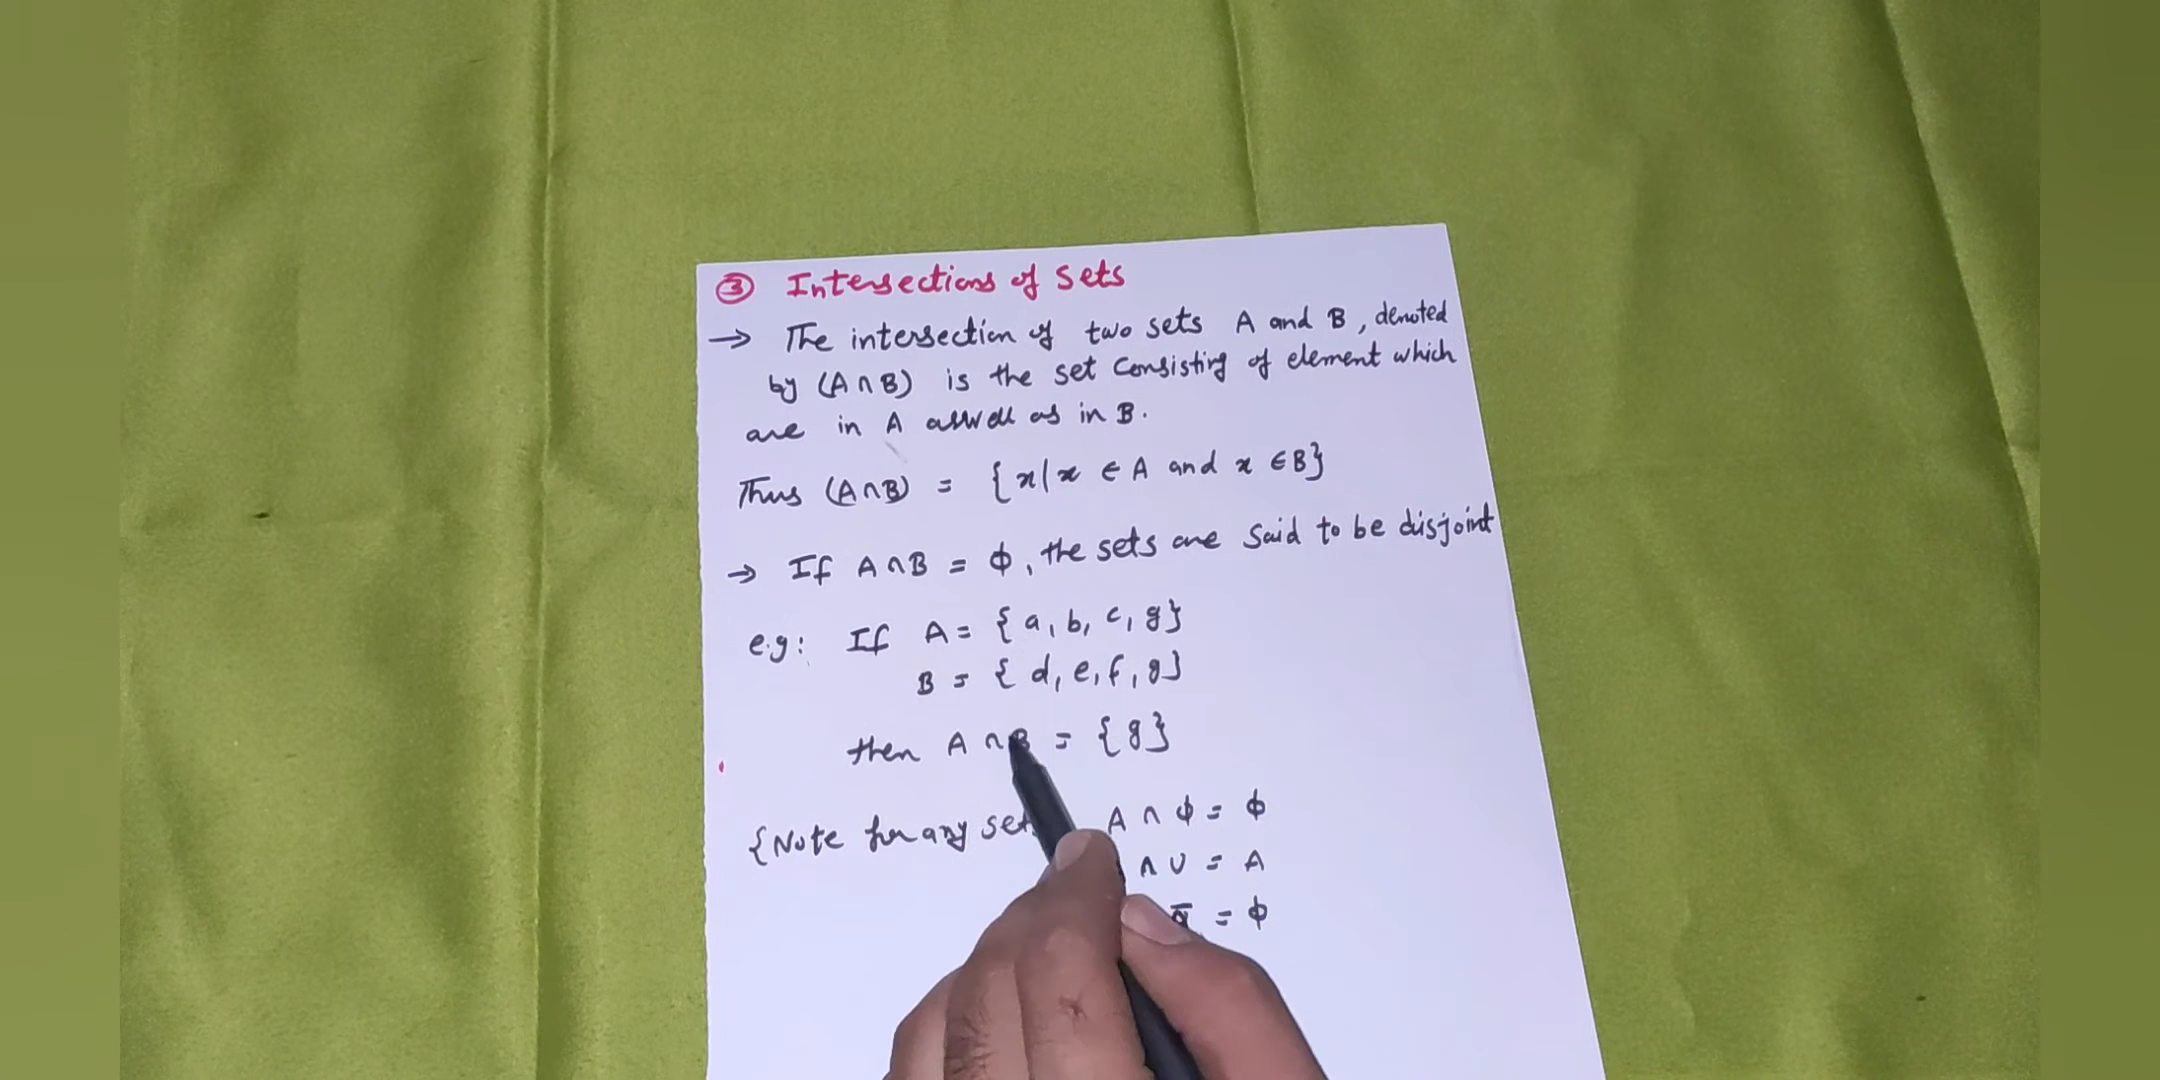 ③ Intersections of sets
→ The intersection of two sets A and B, denoted
by (A ∩ B) is the set consisting of element which
are in A aswell as in B.
Thus (A∩B) = {x|x ∈ A and x ∈ B}
→ If A ∩ B = ϕ, the sets are said to be disjoint
e.g: If A = {a, b, c, g}
B = { d, e, f, g}
then A ∩ B = {g}
{Note for any set A ∩ ϕ = ϕ
∩ U = A
= ϕ